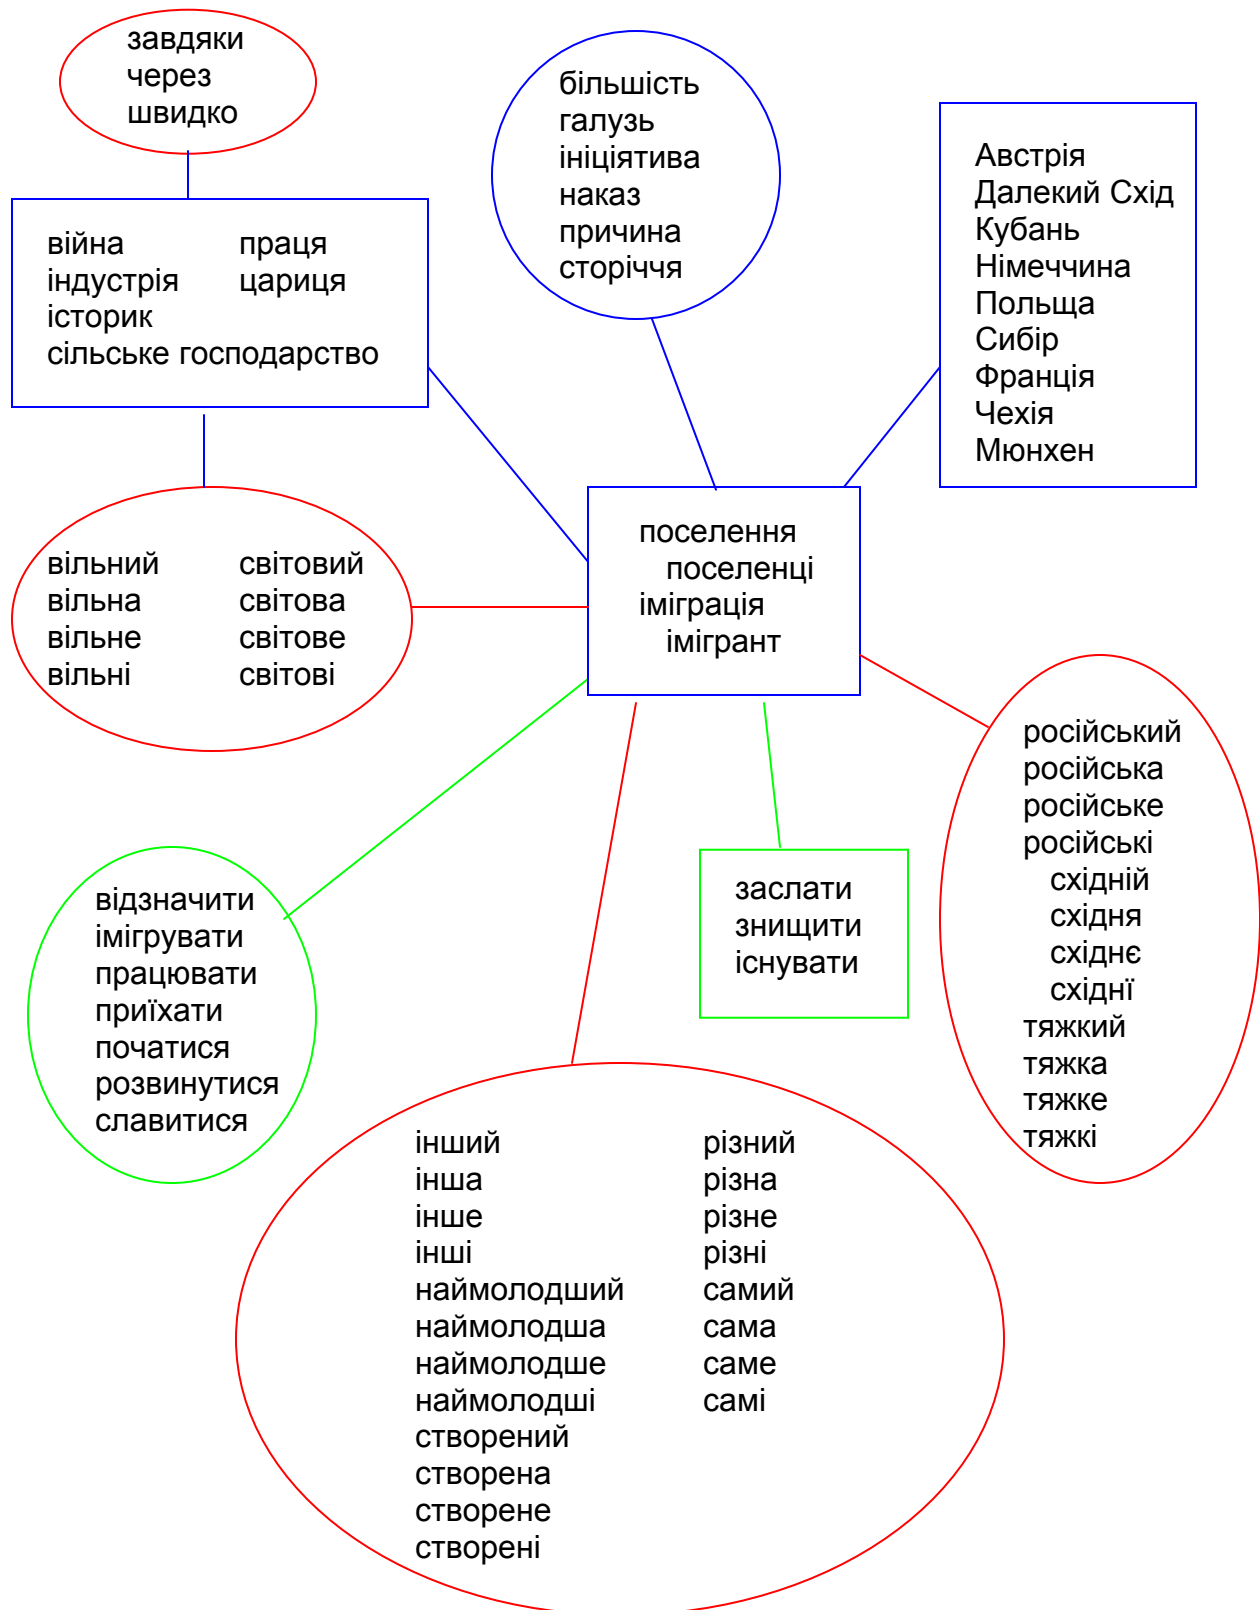 завдяки
через
швидко
більшість
галузь
ініціятива
наказ
причина
сторіччя
Австрія
Далекий Схід
Кубань
Німеччина
Польща
Сибір
Франція
Чехія
Мюнхен
війна праця
індустрія цариця
історик
сільське господарство
поселення
поселенці
іміграція
імігрант
вільний світовий
вільна світова
вільне світове
вільні світові
російський
російська
російське
російські
східній
східня
східнє
східнї
тяжкий
тяжка
тяжке
тяжкі
відзначити
імігрувати
працювати
приїхати
початися
розвинутися
славитися
заслати
знищити
існувати
інший різний
інша різна
інше різне
інші різні
наймолодший самий
наймолодша сама
наймолодше саме
наймолодші самі
створений
створена
створене
створені